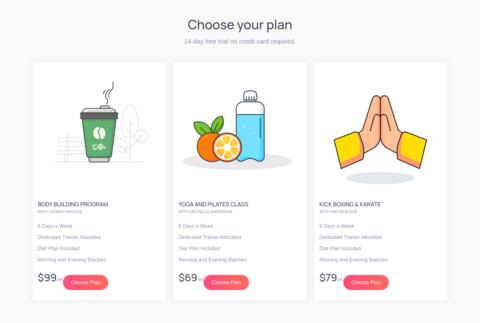 Choose your plan
14-day free trial no credit card required.
BODY BUILDING PROGRAM
WITH JOHNATHAN DOE
6 Days a Week
Dedicated Trainer Allocated
Diet Plan Included
Morning and Evening Batches
$99
Choose Plan
YOGA AND PILATES CLASS
WITH MICHELLE ANDERSON
6 Days a Week
Dedicated Trainer Allocated
Diet Plan Included
Morning and Evening Batches
$69
Choose Plan
KICK BOXING & KARATE
WITH MATHEW DOE
6 Days a Week
Dedicated Trainer Allocated
Diet Plan Included
Morning and Evening Batches
$79
Choose Plan